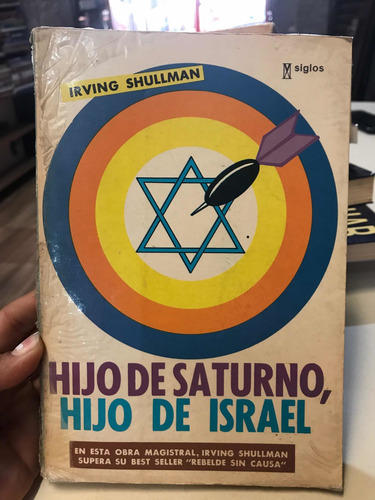 siglos
IRVING SHULLMAN
HIJO DE SATURNO,
HIJO DE ISRAEL
EN ESTA OBRA MAGISTRAL, IRVING SHULLMAN
SUPERA SU BEST SELLER "REBELDE SIN CAUSA"